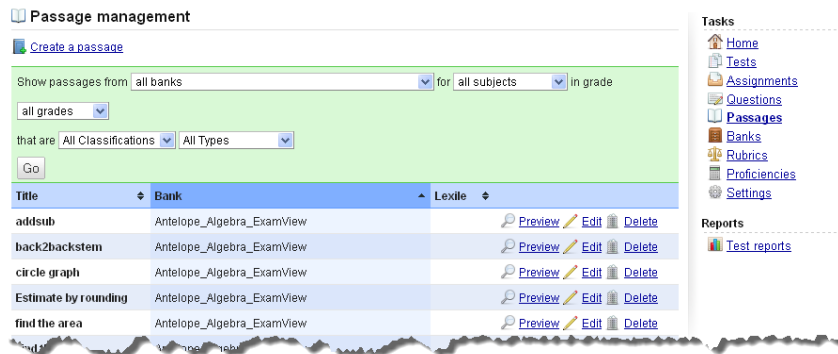 Passage management
Create a passage
Show passages from all banks for all subjects in grade
all grades
that are All Classifications All Types
Go
Title Bank Lexile
addsub Antelope_Algebra_ExamView Preview Edit Delete
back2backstem Antelope_Algebra_ExamView Preview Edit Delete
circle graph Antelope_Algebra_ExamView Preview Edit Delete
Estimate by rounding Antelope_Algebra_ExamView Preview Edit Delete
find the area Antelope_Algebra_ExamView Preview Edit Delete
Tasks
Home
Tests
Assignments
Questions
Passages
Banks
Rubrics
Proficiencies
Settings
Reports
Test reports